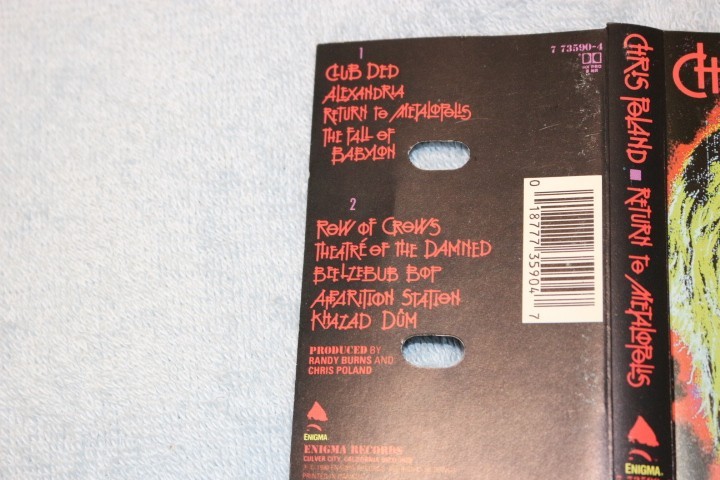 1
7 73590-4
CLUB DED
ALEXANDRIA
RETURN TO METALOPOLIS
THE FALL OF
BABYLON
2
ROW OF CROWS
THEATRÉ OF THE DAMNED
BEELZEBUB BOP
APPARITION STATION
KHAZAD DÛM
PRODUCED BY
RANDY BURNS AND
CHRIS POLAND
ENIGMA
ENIGMA RECORDS
CULVER CITY, CALIFORNIA
0 18777 35904 7
CHRIS POLAND ■ RETURN TO METALOPOLIS
ENIGMA